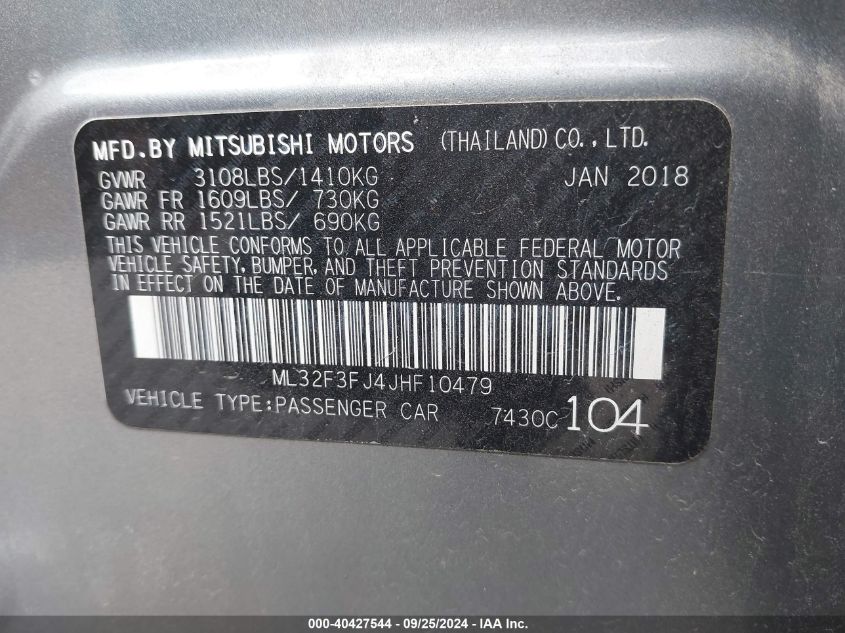 MFD.BY MITSUBISHI MOTORS (THAILAND) CO., LTD.
GVWR 3108LBS/1410KG JAN 2018
GAWR FR 1609LBS/ 730KG
GAWR RR 1521LBS/ 690KG
THIS VEHICLE CONFORMS TO ALL APPLICABLE FEDERAL MOTOR
VEHICLE SAFETY, BUMPER, AND THEFT PREVENTION STANDARDS
IN EFFECT ON THE DATE OF MANUFACTURE SHOWN ABOVE.
ML32F3FJ4JHF10479
VEHICLE TYPE:PASSENGER CAR 7430C 104
000-40427544 - 09/25/2024 - IAA Inc.